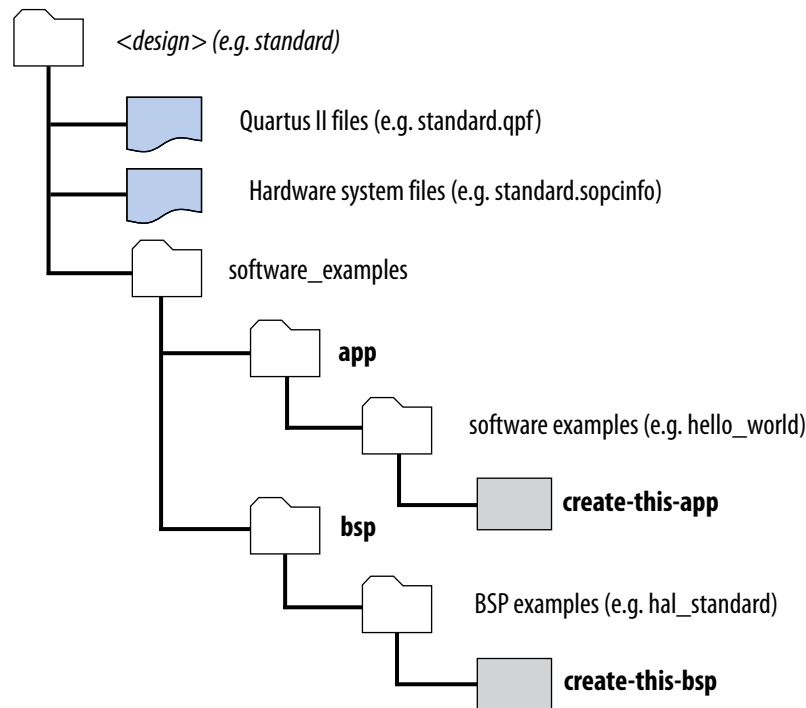 <design> (e.g. standard)
Quartus II files (e.g. standard.qpf)
Hardware system files (e.g. standard.sopcinfo)
software_examples
app
software examples (e.g. hello_world)
create-this-app
bsp
BSP examples (e.g. hal_standard)
create-this-bsp